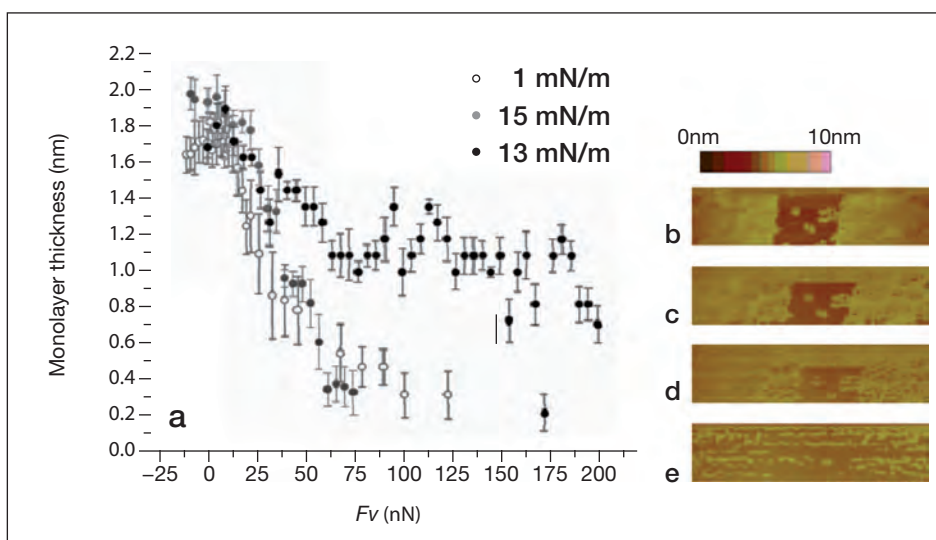 2.2
2.0
1.8
1.6
1.4
1.2
1.0
0.8
0.6
0.4
0.2
0.0
Monolayer thickness (nm)
1 mN/m
15 mN/m
13 mN/m
a
−25 0 25 50 75 100 125 150 175 200
Fv (nN)
0nm 10nm
b
c
d
e